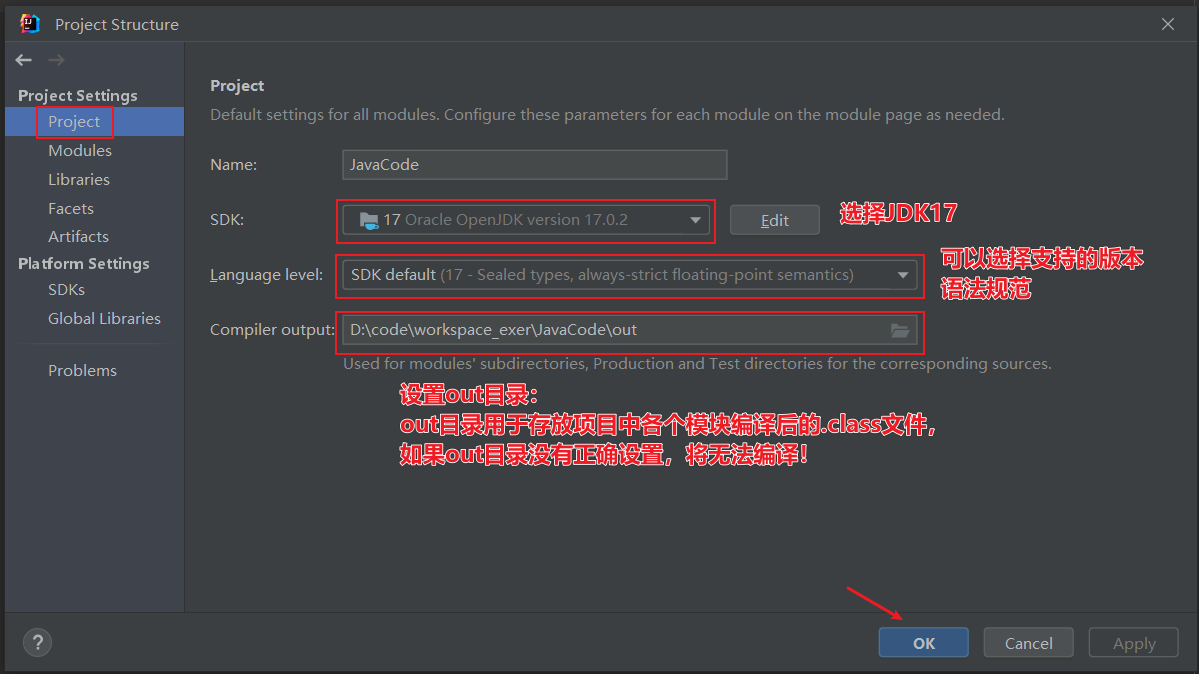 Project Structure
Project Settings
Project
Modules
Libraries
Facets
Artifacts
Platform Settings
SDKs
Global Libraries
Problems
Project
Default settings for all modules. Configure these parameters for each module on the module page as needed.
Name:
JavaCode
SDK:
17 Oracle OpenJDK version 17.0.2
Edit
选择JDK17
Language level:
SDK default (17 - Sealed types, always-strict floating-point semantics)
可以选择支持的版本
语法规范
Compiler output:
D:\code\workspace_exer\JavaCode\out
Used for modules' subdirectories, Production and Test directories for the corresponding sources.
设置out目录：
out目录用于存放项目中各个模块编译后的.class文件，
如果out目录没有正确设置，将无法编译！
?
OK
Cancel
Apply